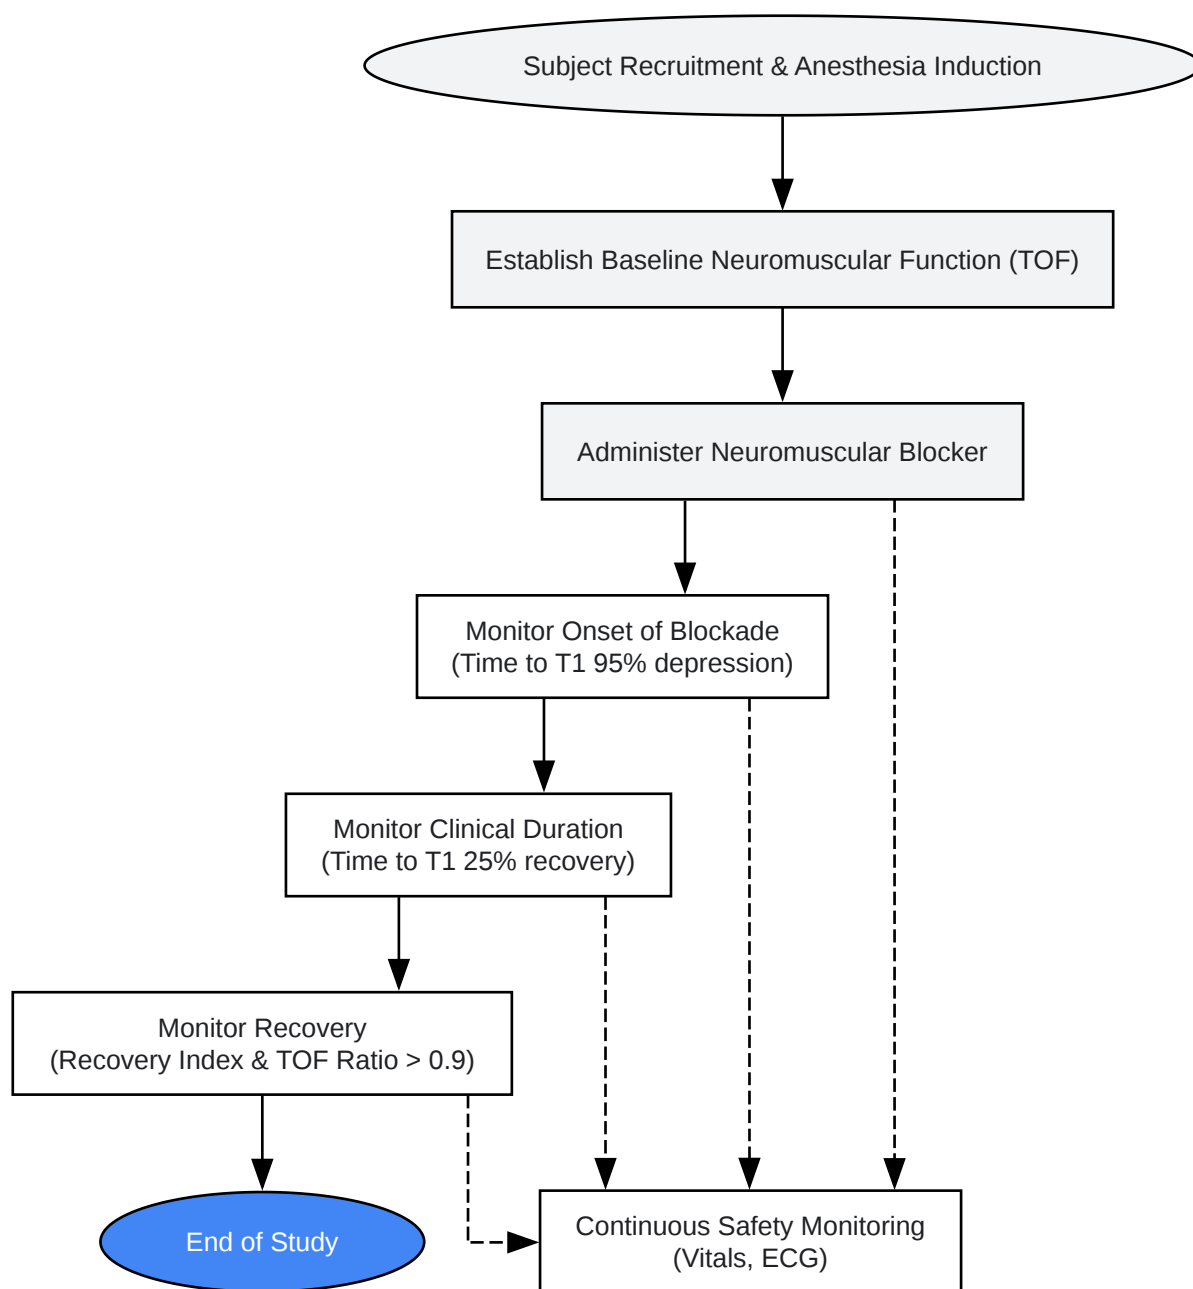 Subject Recruitment & Anesthesia Induction
Establish Baseline Neuromuscular Function (TOF)
Administer Neuromuscular Blocker
Monitor Onset of Blockade
(Time to T1 95% depression)
Monitor Clinical Duration
(Time to T1 25% recovery)
Monitor Recovery
(Recovery Index & TOF Ratio > 0.9)
End of Study
Continuous Safety Monitoring
(Vitals, ECG)